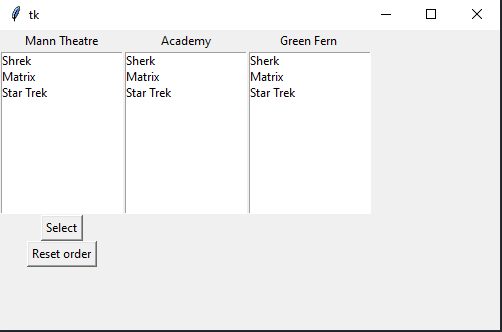 tk
Mann Theatre Academy Green Fern
Shrek Sherk Sherk
Matrix Matrix Matrix
Star Trek Star Trek Star Trek
Select
Reset order